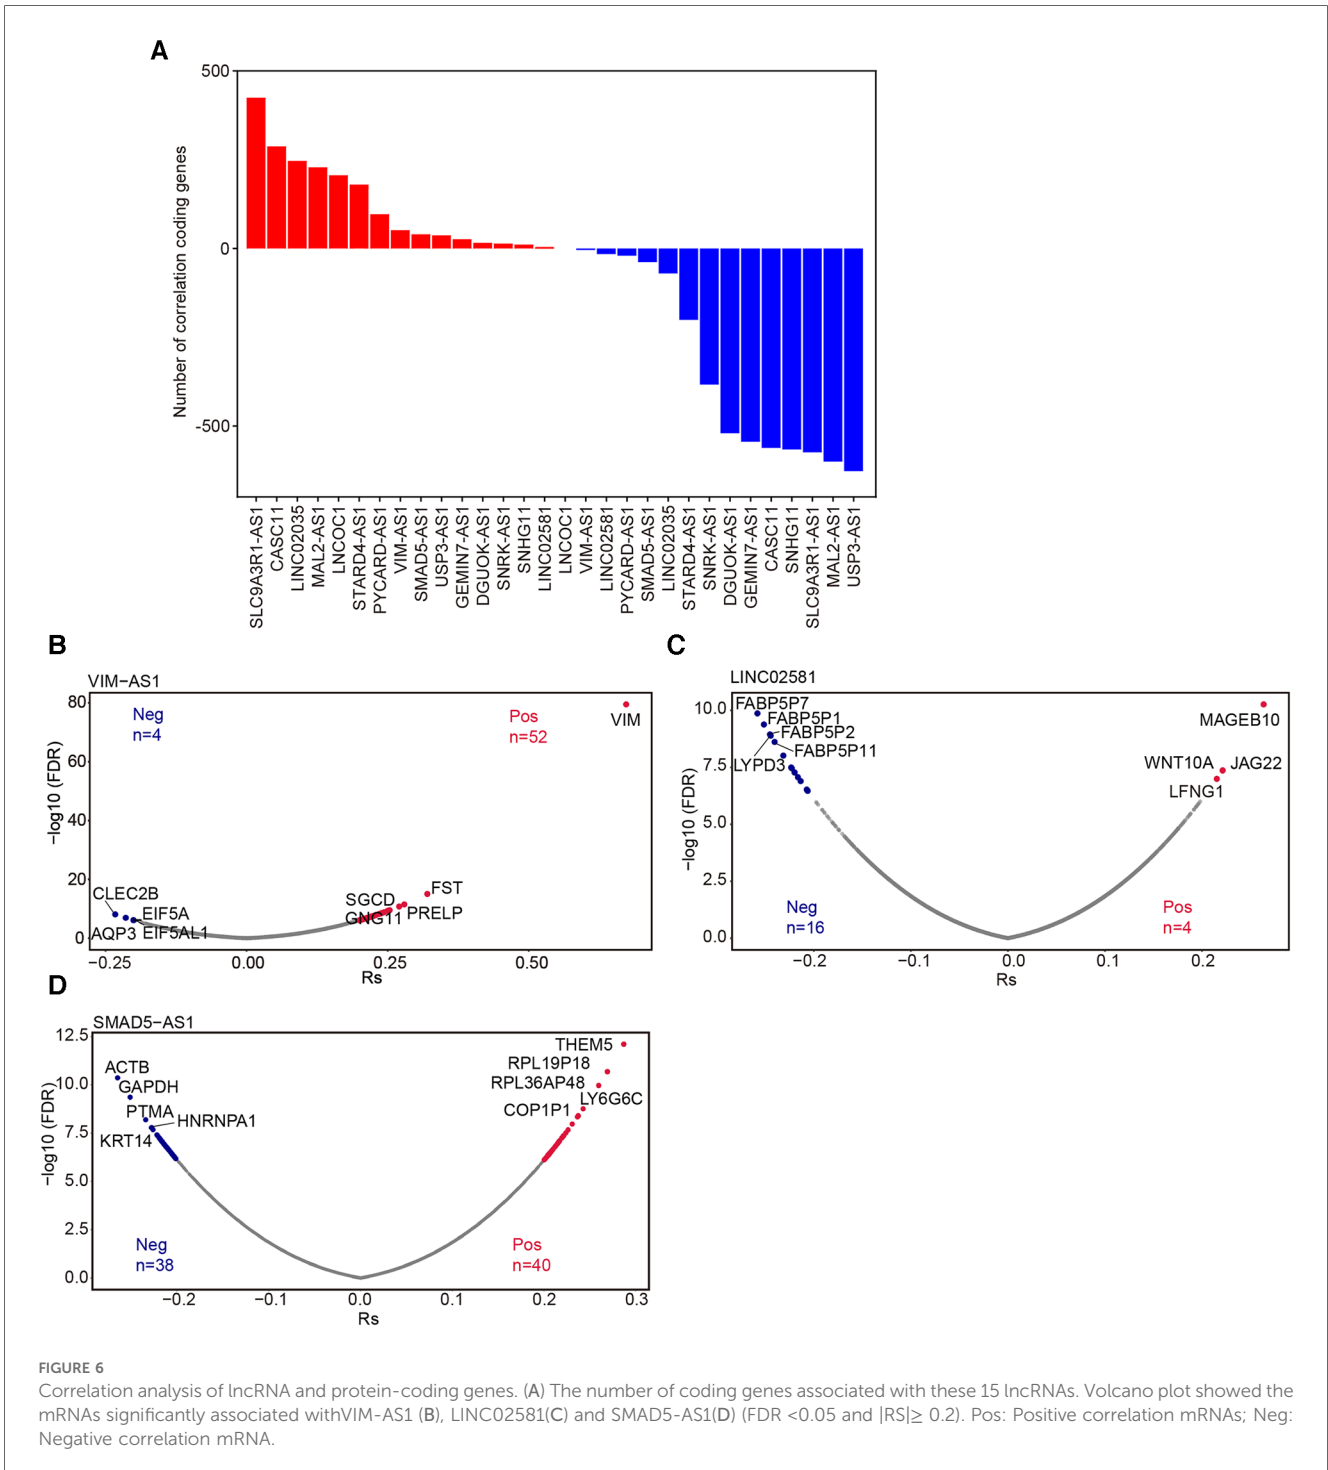 A
500
0
-500
Number of correlation coding genes
SLC9A3R1-AS1
CASC11
LINC02035
MAL2-AS1
LNCOC1
STARD4-AS1
PYCARD-AS1
VIM-AS1
SMAD5-AS1
USP3-AS1
GEMIN7-AS1
DGUOK-AS1
SNRK-AS1
SNHG11
LINC02581
LNCOC1
VIM-AS1
LINC02581
PYCARD-AS1
SMAD5-AS1
LINC02035
STARD4-AS1
SNRK-AS1
DGUOK-AS1
GEMIN7-AS1
CASC11
SNHG11
SLC9A3R1-AS1
MAL2-AS1
USP3-AS1
B
VIM−AS1
80
60
40
20
0
−log10 (FDR)
Neg
n=4
Pos
n=52
VIM
CLEC2B
EIF5A
AQP3
EIF5AL1
SGCD
GNG11
FST
PRELP
−0.25
0.00
0.25
0.50
Rs
C
LINC02581
10.0
7.5
5.0
2.5
0.0
−log10 (FDR)
FABP5P7
FABP5P1
FABP5P2
FABP5P11
LYPD3
MAGEB10
WNT10A
JAG22
LFNG1
Neg
n=16
Pos
n=4
−0.2
−0.1
0.0
0.1
0.2
Rs
D
SMAD5−AS1
12.5
10.0
7.5
5.0
2.5
0.0
−log10 (FDR)
ACTB
GAPDH
PTMA
HNRNPA1
KRT14
THEM5
RPL19P18
RPL36AP48
LY6G6C
COP1P1
Neg
n=38
Pos
n=40
−0.2
−0.1
0.0
0.1
0.2
0.3
Rs
FIGURE 6
Correlation analysis of lncRNA and protein-coding genes. (A) The number of coding genes associated with these 15 lncRNAs. Volcano plot showed the
mRNAs significantly associated withVIM-AS1 (B), LINC02581(C) and SMAD5-AS1(D) (FDR <0.05 and |RS|≥ 0.2). Pos: Positive correlation mRNAs; Neg:
Negative correlation mRNA.